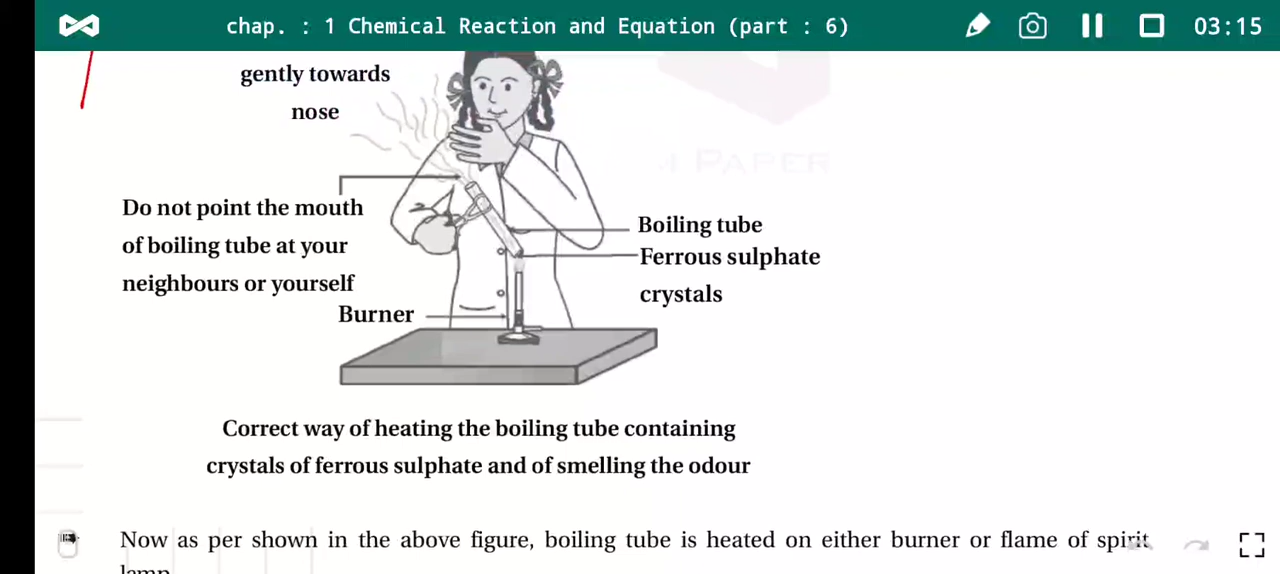 chap. : 1 Chemical Reaction and Equation (part : 6)
03:15
gently towards
nose
PAPER
Do not point the mouth
of boiling tube at your
neighbours or yourself
Boiling tube
Ferrous sulphate
crystals
Burner
Correct way of heating the boiling tube containing
crystals of ferrous sulphate and of smelling the odour
Now as per shown in the above figure, boiling tube is heated on either burner or flame of spirit
lamp